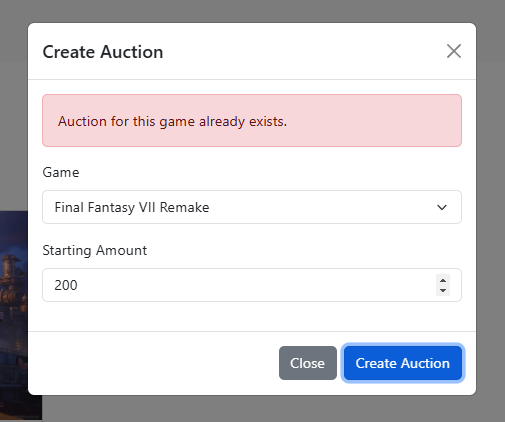 Create Auction
Auction for this game already exists.
Game
Final Fantasy VII Remake
Starting Amount
200
Close
Create Auction